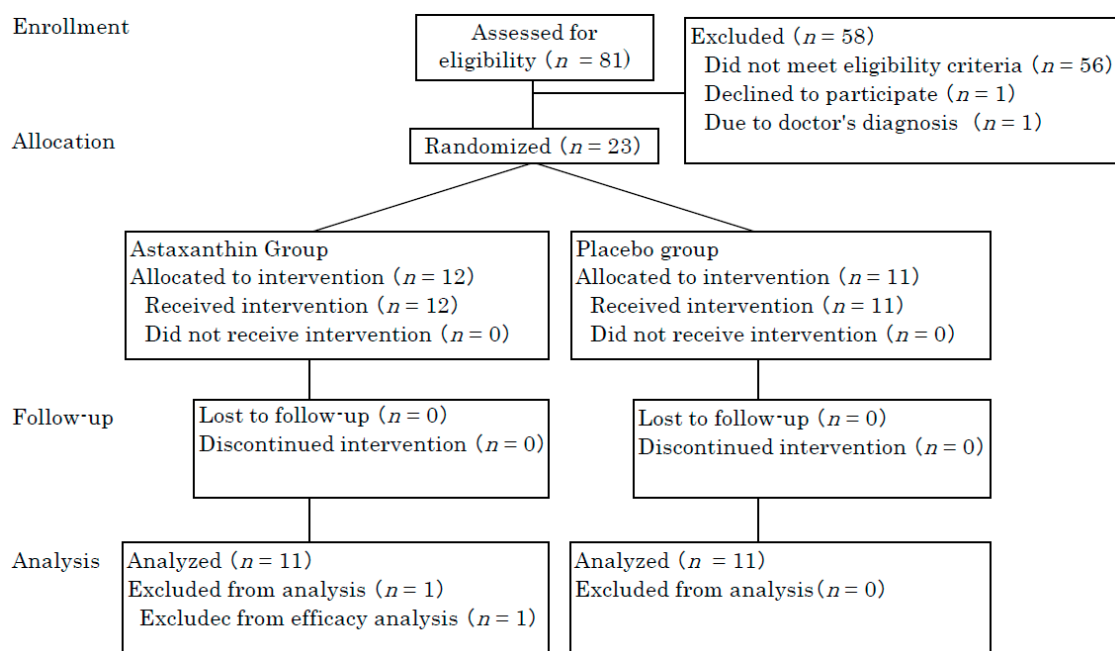 Enrollment
Assessed for
eligibility (n = 81)
Excluded (n = 58)
Did not meet eligibility criteria (n = 56)
Declined to participate (n = 1)
Due to doctor's diagnosis (n = 1)
Allocation
Randomized (n = 23)
Astaxanthin Group
Allocated to intervention (n = 12)
Received intervention (n = 12)
Did not receive intervention (n = 0)
Placebo group
Allocated to intervention (n = 11)
Received intervention (n = 11)
Did not receive intervention (n = 0)
Follow-up
Lost to follow-up (n = 0)
Discontinued intervention (n = 0)
Lost to follow-up (n = 0)
Discontinued intervention (n = 0)
Analysis
Analyzed (n = 11)
Excluded from analysis (n = 1)
Excludec from efficacy analysis (n = 1)
Analyzed (n = 11)
Excluded from analysis (n = 0)